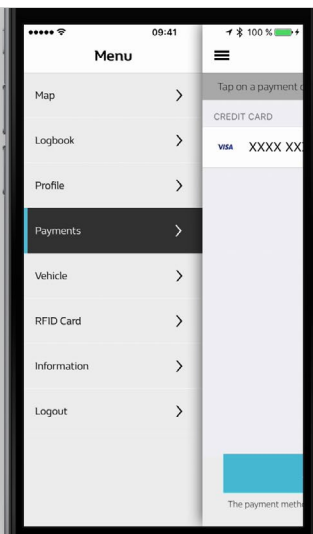 09:41
100 %
Menu
Map
Logbook
Profile
Payments
Vehicle
RFID Card
Information
Logout
Tap on a payment
CREDIT CARD
VISA XXXX XX
The payment meth